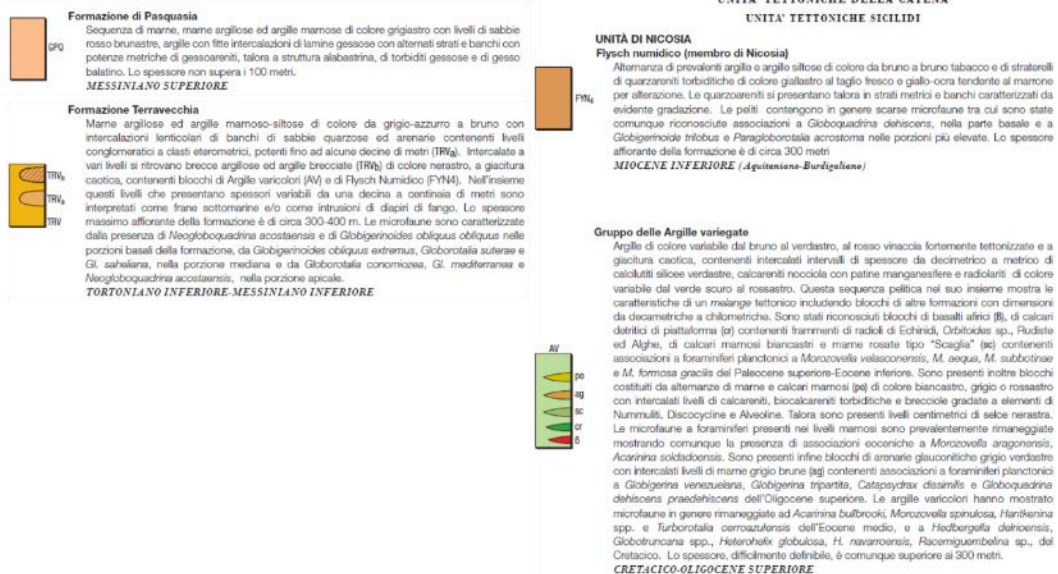 Formazione di Pasquasia
Sequenza di marne, marne argillose ed argille marnose di colore grigiastro con livelli di sabbie
rosso brunastre, argille con fitte intercalazioni di lamine gessose con alternati strati e banchi con
potenze metriche di gessoareniti, talora a struttura alabastrina, di torbiditi gessose e di gesso
balatino. Lo spessore non supera i 100 metri.
MESSINIANO SUPERIORE
GPQ
Formazione Terravecchia
Marne argillose ed argille marnoso-siltose di colore da grigio-azzurro a bruno con
intercalazioni lenticolari di banchi di sabbie quarzose ed arenarie contenenti livelli
conglomeratici a clasti eterometrici, potenti fino ad alcune decine di metri (TRVa). Intercalate a
vari livelli si ritrovano brecce argillose ed argille brecciate (TRVb) di colore nerastro, a giacitura
caotica, contenenti blocchi di Argille varicolori (AV) e di Flysch Numidico (FYN4). Nell'insieme
questi livelli che presentano spessori variabili da una decina a centinaia di metri sono
interpretati come frane sottomarine e/o come intrusioni di diapiri di fango. Lo spessore
massimo affiorante della formazione è di circa 300-400 m. Le microfaune sono caratterizzate
dalla presenza di Neogloboquadrina acostaensis e di Globigerinoides obliquus obliquus nelle
porzioni basali della formazione, da Globigerinoides obliquus extremus, Globorotalia suterae e
Gl. saheliana, nella porzione mediana e da Globorotalia conomiozea, Gl. mediterranea e
Neogloboquadrina acostaensis, nella porzione apicale.
TORTONIANO INFERIORE-MESSINIANO INFERIORE
TRVb
TRVa
TRV
UNITA' TETTONICHE DELLA CATENA
UNITA' TETTONICHE SICILIDI
UNITÀ DI NICOSIA
Flysch numidico (membro di Nicosia)
Alternanza di prevalenti argille e argille siltose di colore da bruno a bruno tabacco e di straterelli
di quarzareniti torbiditiche di colore giallastro al taglio fresco e giallo-ocra tendente al marrone
per alterazione. Le quarzoareniti si presentano talora in strati metrici e banchi caratterizzati da
evidente gradazione. Le peliti contengono in genere scarse microfaune tra cui sono state
comunque riconosciute associazioni a Globoquadrina dehiscens, nella parte basale e a
Globigerinoide trilobus e Paragloborotalia acrostoma nelle porzioni più elevate. Lo spessore
affiorante della formazione è di circa 300 metri
MIOCENE INFERIORE (Aquitaniano-Burdigaliano)
FYN4
Gruppo delle Argille variegate
Argille di colore variabile dal bruno al verdastro, al rosso vinaccia fortemente tettonizzate e a
giacitura caotica, contenenti intercalati intervalli di spessore da decimetrico a metrico di
calcilutiti silicee verdastre, calcareniti nocciola con patine manganesifere e radiolariti di colore
variabile dal verde scuro al rossastro. Questa sequenza pelitica nel suo insieme mostra le
caratteristiche di un melange tettonico includendo blocchi di altre formazioni con dimensioni
da decametriche a chilometriche. Sono stati riconosciuti blocchi di basalti afirici (ß), di calcari
detritici di piattaforma (cr) contenenti frammenti di radioli di Echinidi, Orbitoides sp., Rudiste
ed Alghe, di calcari marnosi biancastri e marne rosate tipo "Scaglia" (sc) contenenti
associazioni a foraminiferi planctonici a Morozovella velascoensis, M. aequa, M. subbotinae
e M. formosa gracilis del Paleocene superiore-Eocene inferiore. Sono presenti inoltre blocchi
costituiti da alternanze di marne e calcari marnosi (po) di colore biancastro, grigio o rossastro
con intercalati livelli di calcareniti, biocalcareniti torbiditiche e brecciole gradate a elementi di
Nummuliti, Discocycline e Alveoline. Talora sono presenti livelli centimetrici di selce nerastra.
Le microfaune a foraminiferi presenti nei livelli marnosi sono prevalentemente rimaneggiate
mostrando comunque la presenza di associazioni eoceniche a Morozovella aragonensis,
Acarinina soldadoensis. Sono presenti infine blocchi di arenarie glauconitiche grigio verdastre
con intercalati livelli di marne grigio brune (ag) contenenti associazioni a foraminiferi planctonici
a Globigerina venezuelana, Globigerina tripartita, Catapsydrax dissimilis e Globoquadrina
dehiscens praedehiscens dell'Oligocene superiore. Le argille varicolori hanno mostrato
microfaune in genere rimaneggiate ad Acarinina bullbrooki, Morozovella spinulosa, Hantkenina
spp. e Turborotalia cerroazulensis dell'Eocene medio, e a Hedbergella delrioensis,
Globotruncana spp., Heterohelix globulosa, H. navarroensis, Racemiguembelina sp., del
Cretacico. Lo spessore, difficilmente definibile, è comunque superiore ai 300 metri.
CRETACICO-OLIGOCENE SUPERIORE
AV
po
ag
sc
cr
ß